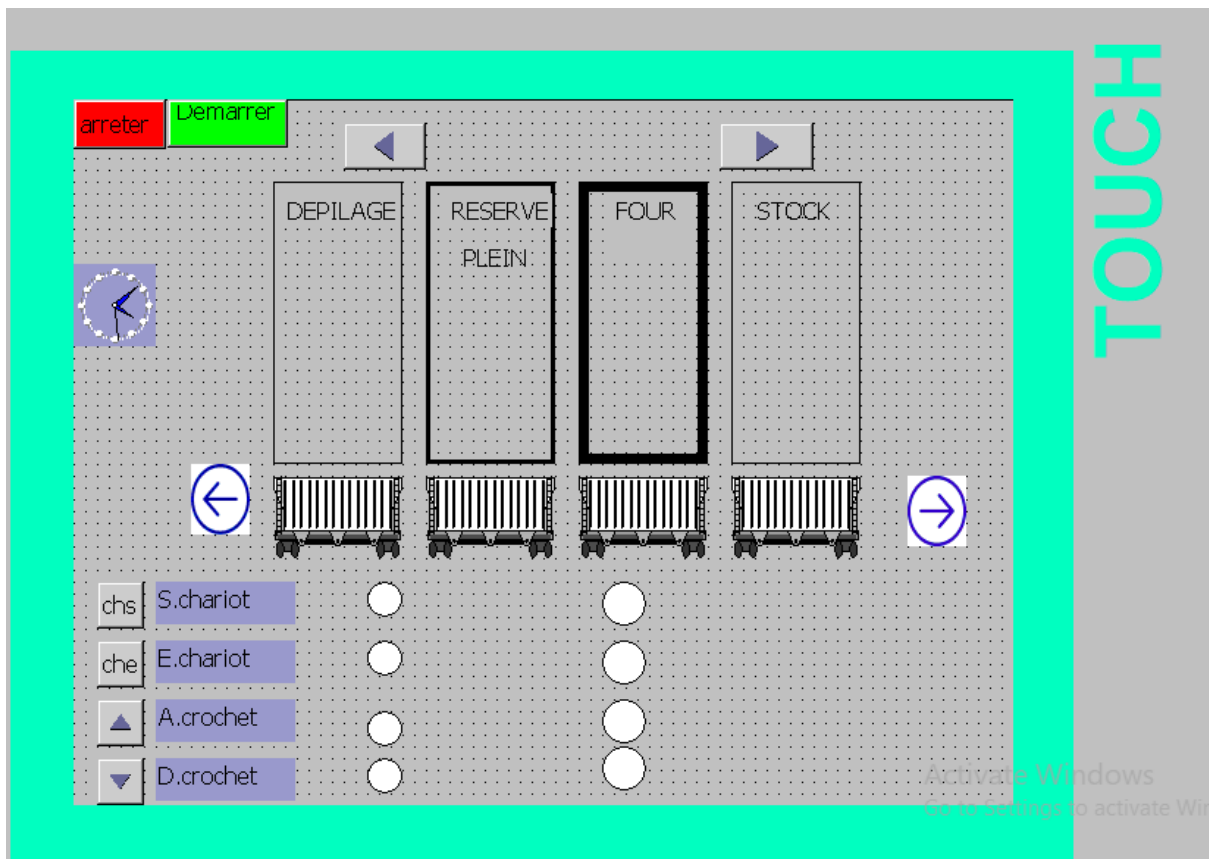 TOUCH
arreter
Demarrer
DEPILAGE
RESERVE
PLEIN
FOUR
STOCK
chs
S.chariot
che
E.chariot
A.crochet
D.crochet
Activate Windows
Go to Settings to activate Wi